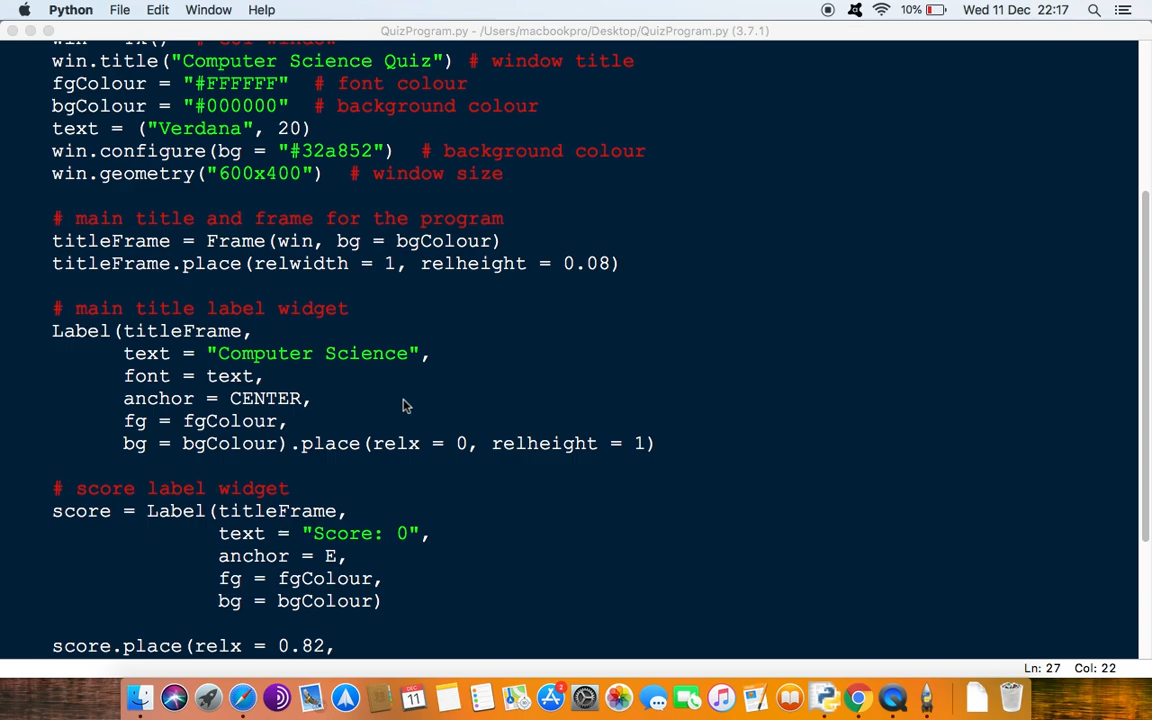 Python File Edit Window Help 10% Wed 11 Dec 22:17
QuizProgram.py - /Users/macbookpro/Desktop/QuizProgram.py (3.7.1)
win = Tk() # GUI window
win.title("Computer Science Quiz") # window title
fgColour = "#FFFFFF" # font colour
bgColour = "#000000" # background colour
text = ("Verdana", 20)
win.configure(bg = "#32a852") # background colour
win.geometry("600x400") # window size
# main title and frame for the program
titleFrame = Frame(win, bg = bgColour)
titleFrame.place(relwidth = 1, relheight = 0.08)
# main title label widget
Label(titleFrame,
text = "Computer Science",
font = text,
anchor = CENTER,
fg = fgColour,
bg = bgColour).place(relx = 0, relheight = 1)
# score label widget
score = Label(titleFrame,
text = "Score: 0",
anchor = E,
fg = fgColour,
bg = bgColour)
score.place(relx = 0.82,
Ln: 27 Col: 22